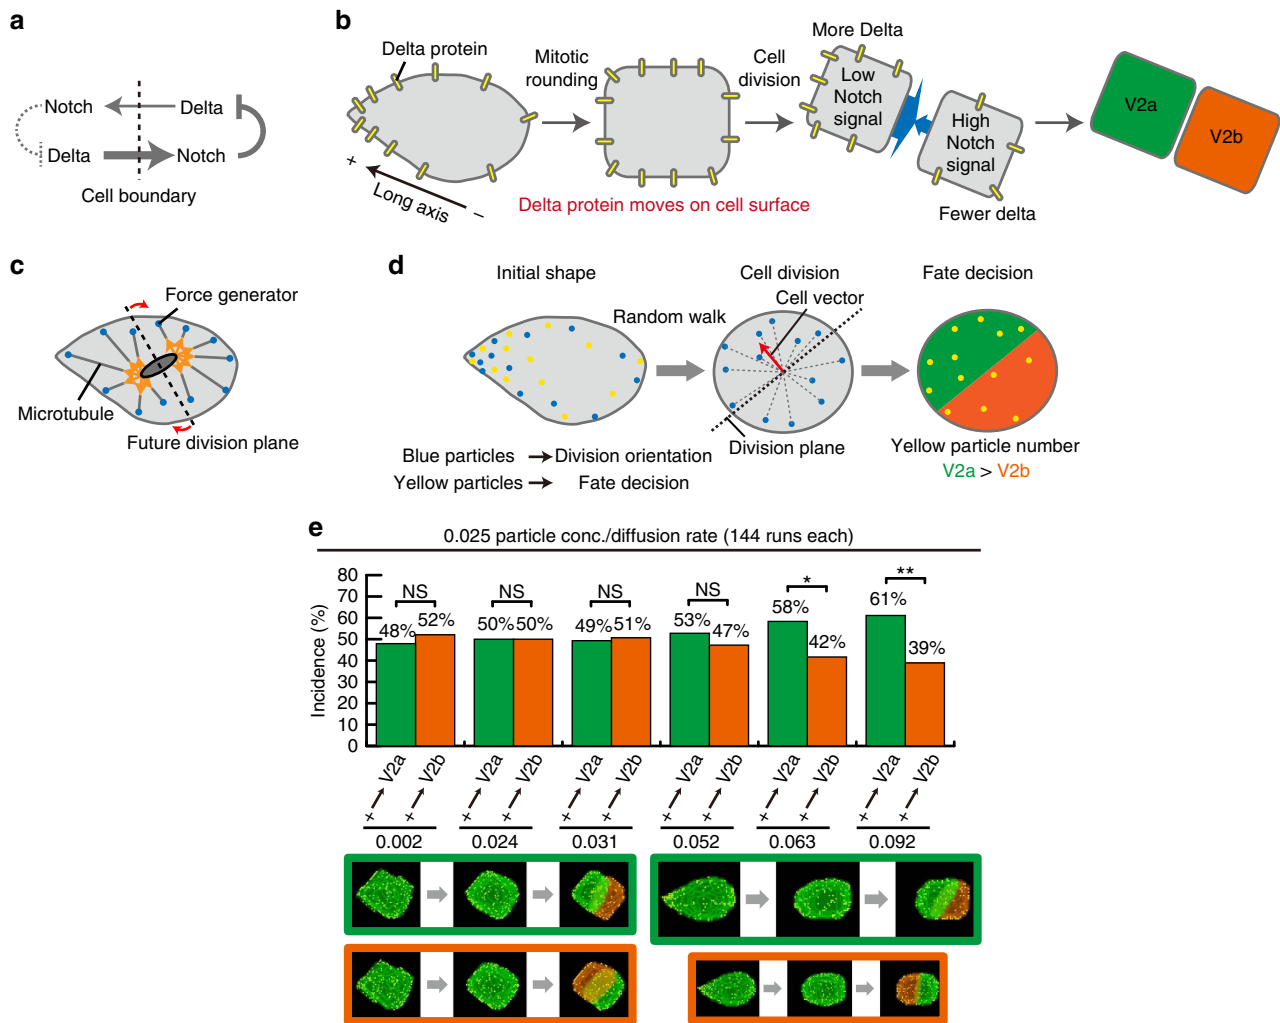 a
Notch
Delta
Delta
Notch
Cell boundary
b
Delta protein
+
Long axis
−
Mitotic
rounding
Delta protein moves on cell surface
Cell
division
More Delta
Low
Notch
signal
High
Notch
signal
Fewer delta
V2a
V2b
c
Force generator
Microtubule
Future division plane
d
Initial shape
Random walk
Cell division
Cell vector
Division plane
Fate decision
Blue particles
Division orientation
Yellow particles
Fate decision
Yellow particle number
V2a > V2b
e
0.025 particle conc./diffusion rate (144 runs each)
Incidence (%)
80
70
60
50
40
30
20
10
0
NS
NS
NS
NS
*
**
48%
52%
50%
50%
49%
51%
53%
47%
58%
42%
61%
39%
V2a
V2b
V2a
V2b
V2a
V2b
V2a
V2b
V2a
V2b
V2a
V2b
+
+
+
+
+
+
+
+
+
+
+
+
0.002
0.024
0.031
0.052
0.063
0.092